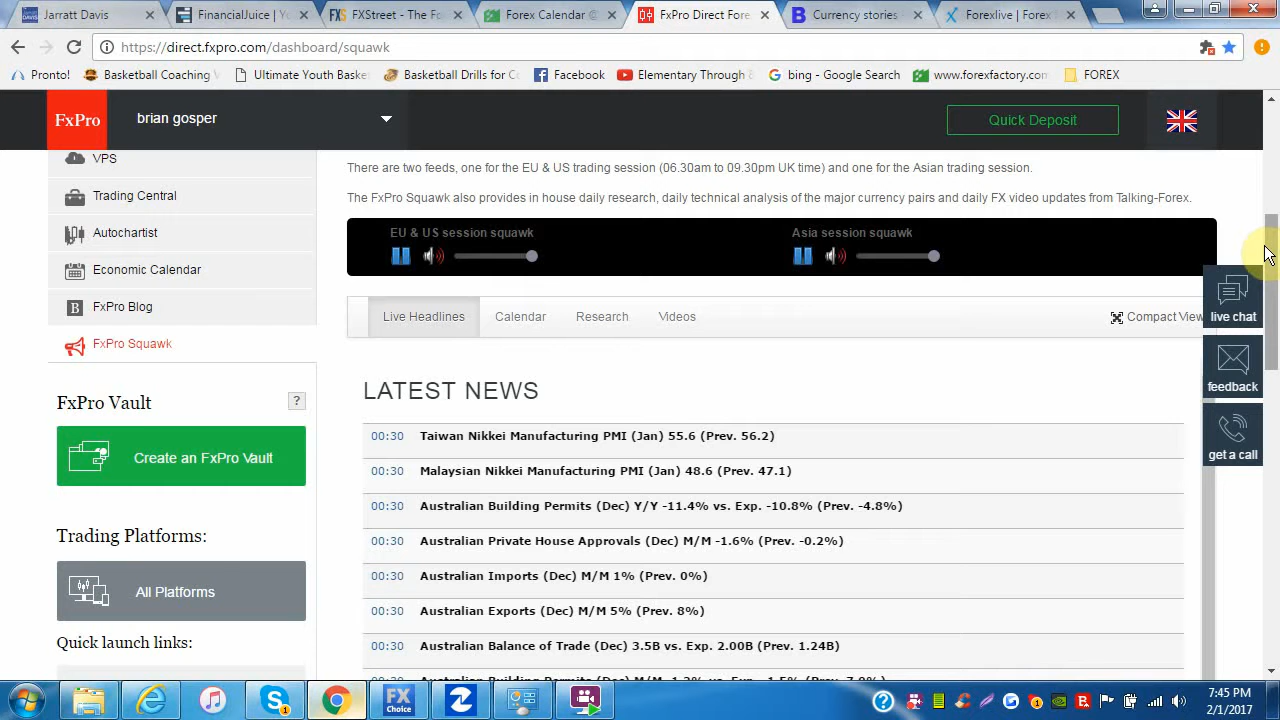 Jarratt Davis
FinancialJuice | Yo
FXStreet - The Fo
Forex Calendar @
FxPro Direct Fore
Currency stories
Forexlive | Forex
https://direct.fxpro.com/dashboard/squawk
Pronto!
Basketball Coaching
Ultimate Youth Bask
Basketball Drills for C
Facebook
Elementary Through
bing - Google Search
www.forexfactory.com
FOREX
FxPro
brian gosper
Quick Deposit
VPS
Trading Central
Autochartist
Economic Calendar
FxPro Blog
FxPro Squawk
FxPro Vault
?
Create an FxPro Vault
Trading Platforms:
All Platforms
Quick launch links:
There are two feeds, one for the EU & US trading session (06.30am to 09.30pm UK time) and one for the Asian trading session.
The FxPro Squawk also provides in house daily research, daily technical analysis of the major currency pairs and daily FX video updates from Talking-Forex.
EU & US session squawk
Asia session squawk
Live Headlines
Calendar
Research
Videos
Compact View
LATEST NEWS
00:30 Taiwan Nikkei Manufacturing PMI (Jan) 55.6 (Prev. 56.2)
00:30 Malaysian Nikkei Manufacturing PMI (Jan) 48.6 (Prev. 47.1)
00:30 Australian Building Permits (Dec) Y/Y -11.4% vs. Exp. -10.8% (Prev. -4.8%)
00:30 Australian Private House Approvals (Dec) M/M -1.6% (Prev. -0.2%)
00:30 Australian Imports (Dec) M/M 1% (Prev. 0%)
00:30 Australian Exports (Dec) M/M 5% (Prev. 8%)
00:30 Australian Balance of Trade (Dec) 3.5B vs Exp. 2.00B (Prev. 1.24B)
live chat
feedback
get a call
FX
Choice
7:45 PM
2/1/2017